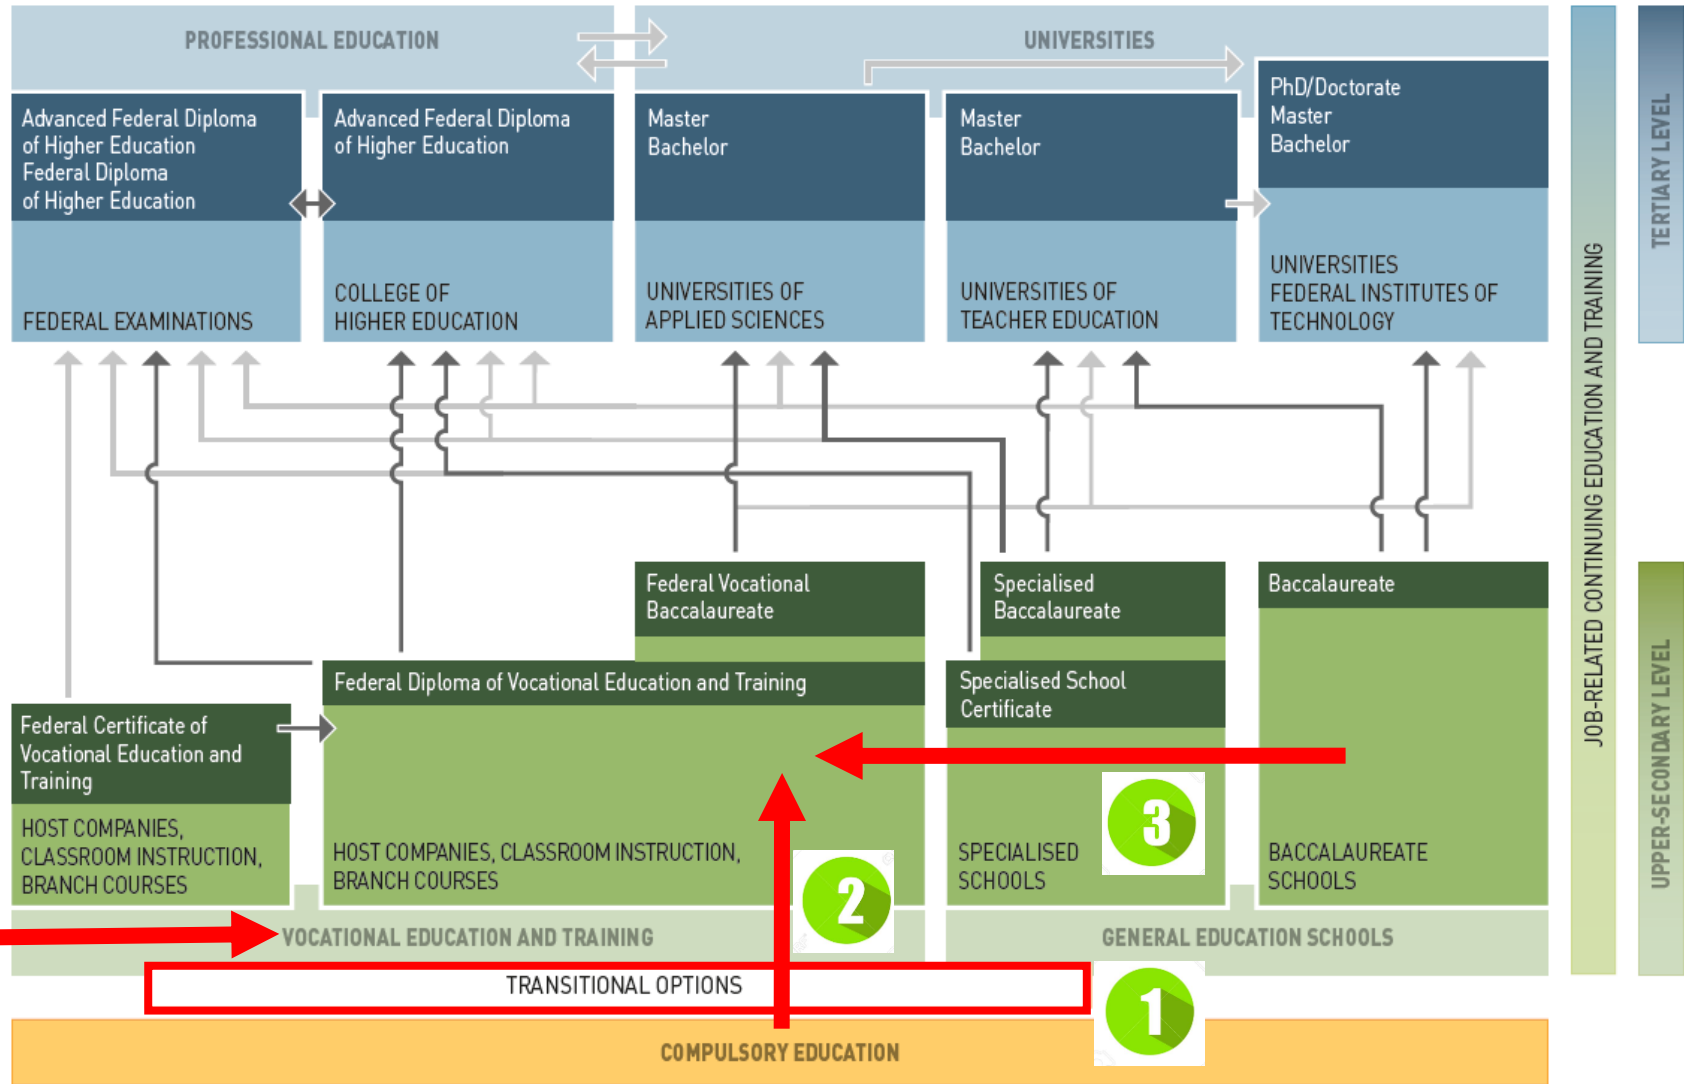 PROFESSIONAL EDUCATION
UNIVERSITIES
Advanced Federal Diploma
of Higher Education
Federal Diploma
of Higher Education
FEDERAL EXAMINATIONS
Advanced Federal Diploma
of Higher Education
COLLEGE OF
HIGHER EDUCATION
Master
Bachelor
UNIVERSITIES OF
APPLIED SCIENCES
Master
Bachelor
UNIVERSITIES OF
TEACHER EDUCATION
PhD/Doctorate
Master
Bachelor
UNIVERSITIES
FEDERAL INSTITUTES OF
TECHNOLOGY
JOB-RELATED CONTINUING EDUCATION AND TRAINING
TERTIARY LEVEL
Federal Vocational
Baccalaureate
Specialised
Baccalaureate
Baccalaureate
Federal Diploma of Vocational Education and Training
Specialised School
Certificate
Federal Certificate of
Vocational Education and
Training
HOST COMPANIES,
CLASSROOM INSTRUCTION,
BRANCH COURSES
HOST COMPANIES, CLASSROOM INSTRUCTION,
BRANCH COURSES
2
SPECIALISED
SCHOOLS
3
BACCALAUREATE
SCHOOLS
UPPER-SECONDARY LEVEL
VOCATIONAL EDUCATION AND TRAINING
GENERAL EDUCATION SCHOOLS
TRANSITIONAL OPTIONS
1
COMPULSORY EDUCATION